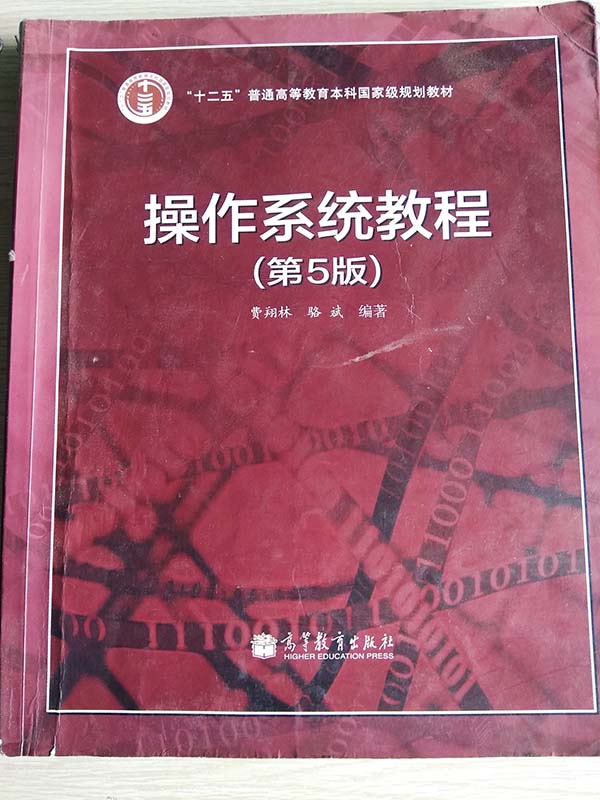 “十二五”普通高等教育本科国家级规划教材
操作系统教程
(第5版)
费翔林 骆 斌 编著
高等教育出版社
HIGHER EDUCATION PRESS